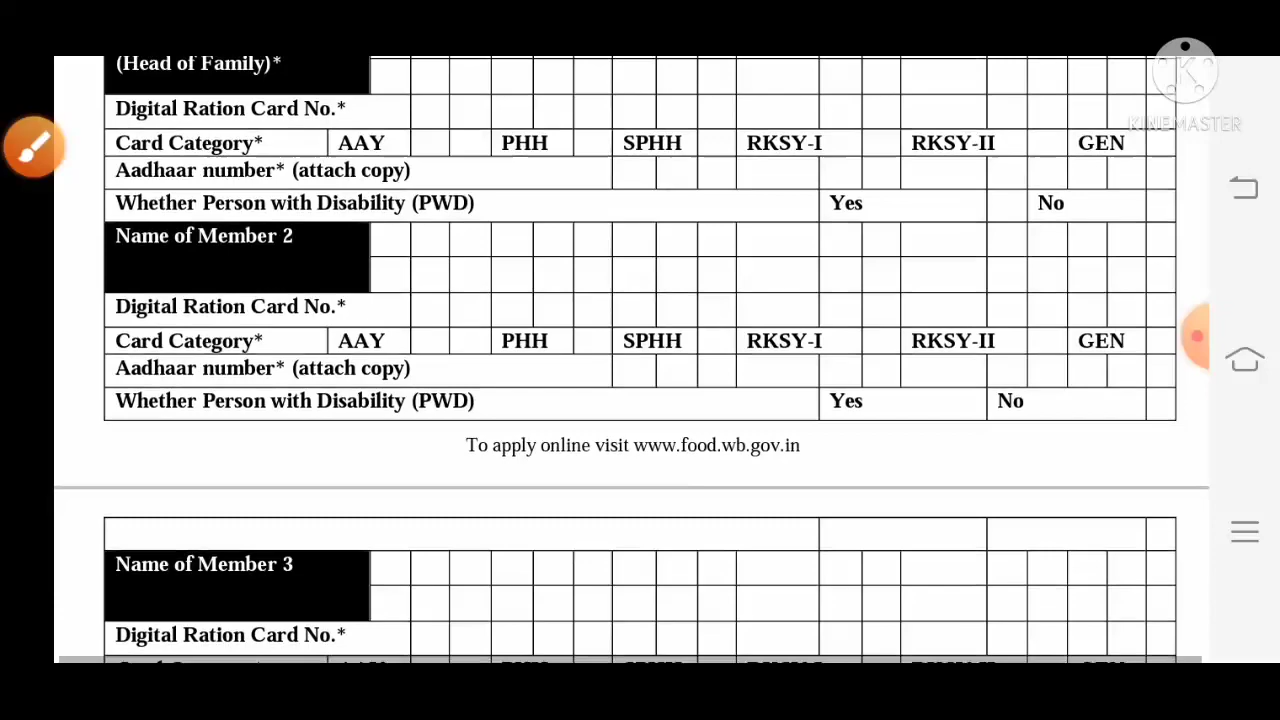 (Head of Family)*
KINEMASTER
Digital Ration Card No.*
Card Category* AAY PHH SPHH RKSY-I RKSY-II GEN
Aadhaar number* (attach copy)
Whether Person with Disability (PWD) Yes No
Name of Member 2
Digital Ration Card No.*
Card Category* AAY PHH SPHH RKSY-I RKSY-II GEN
Aadhaar number* (attach copy)
Whether Person with Disability (PWD) Yes No
To apply online visit www.food.wb.gov.in
Name of Member 3
Digital Ration Card No.*